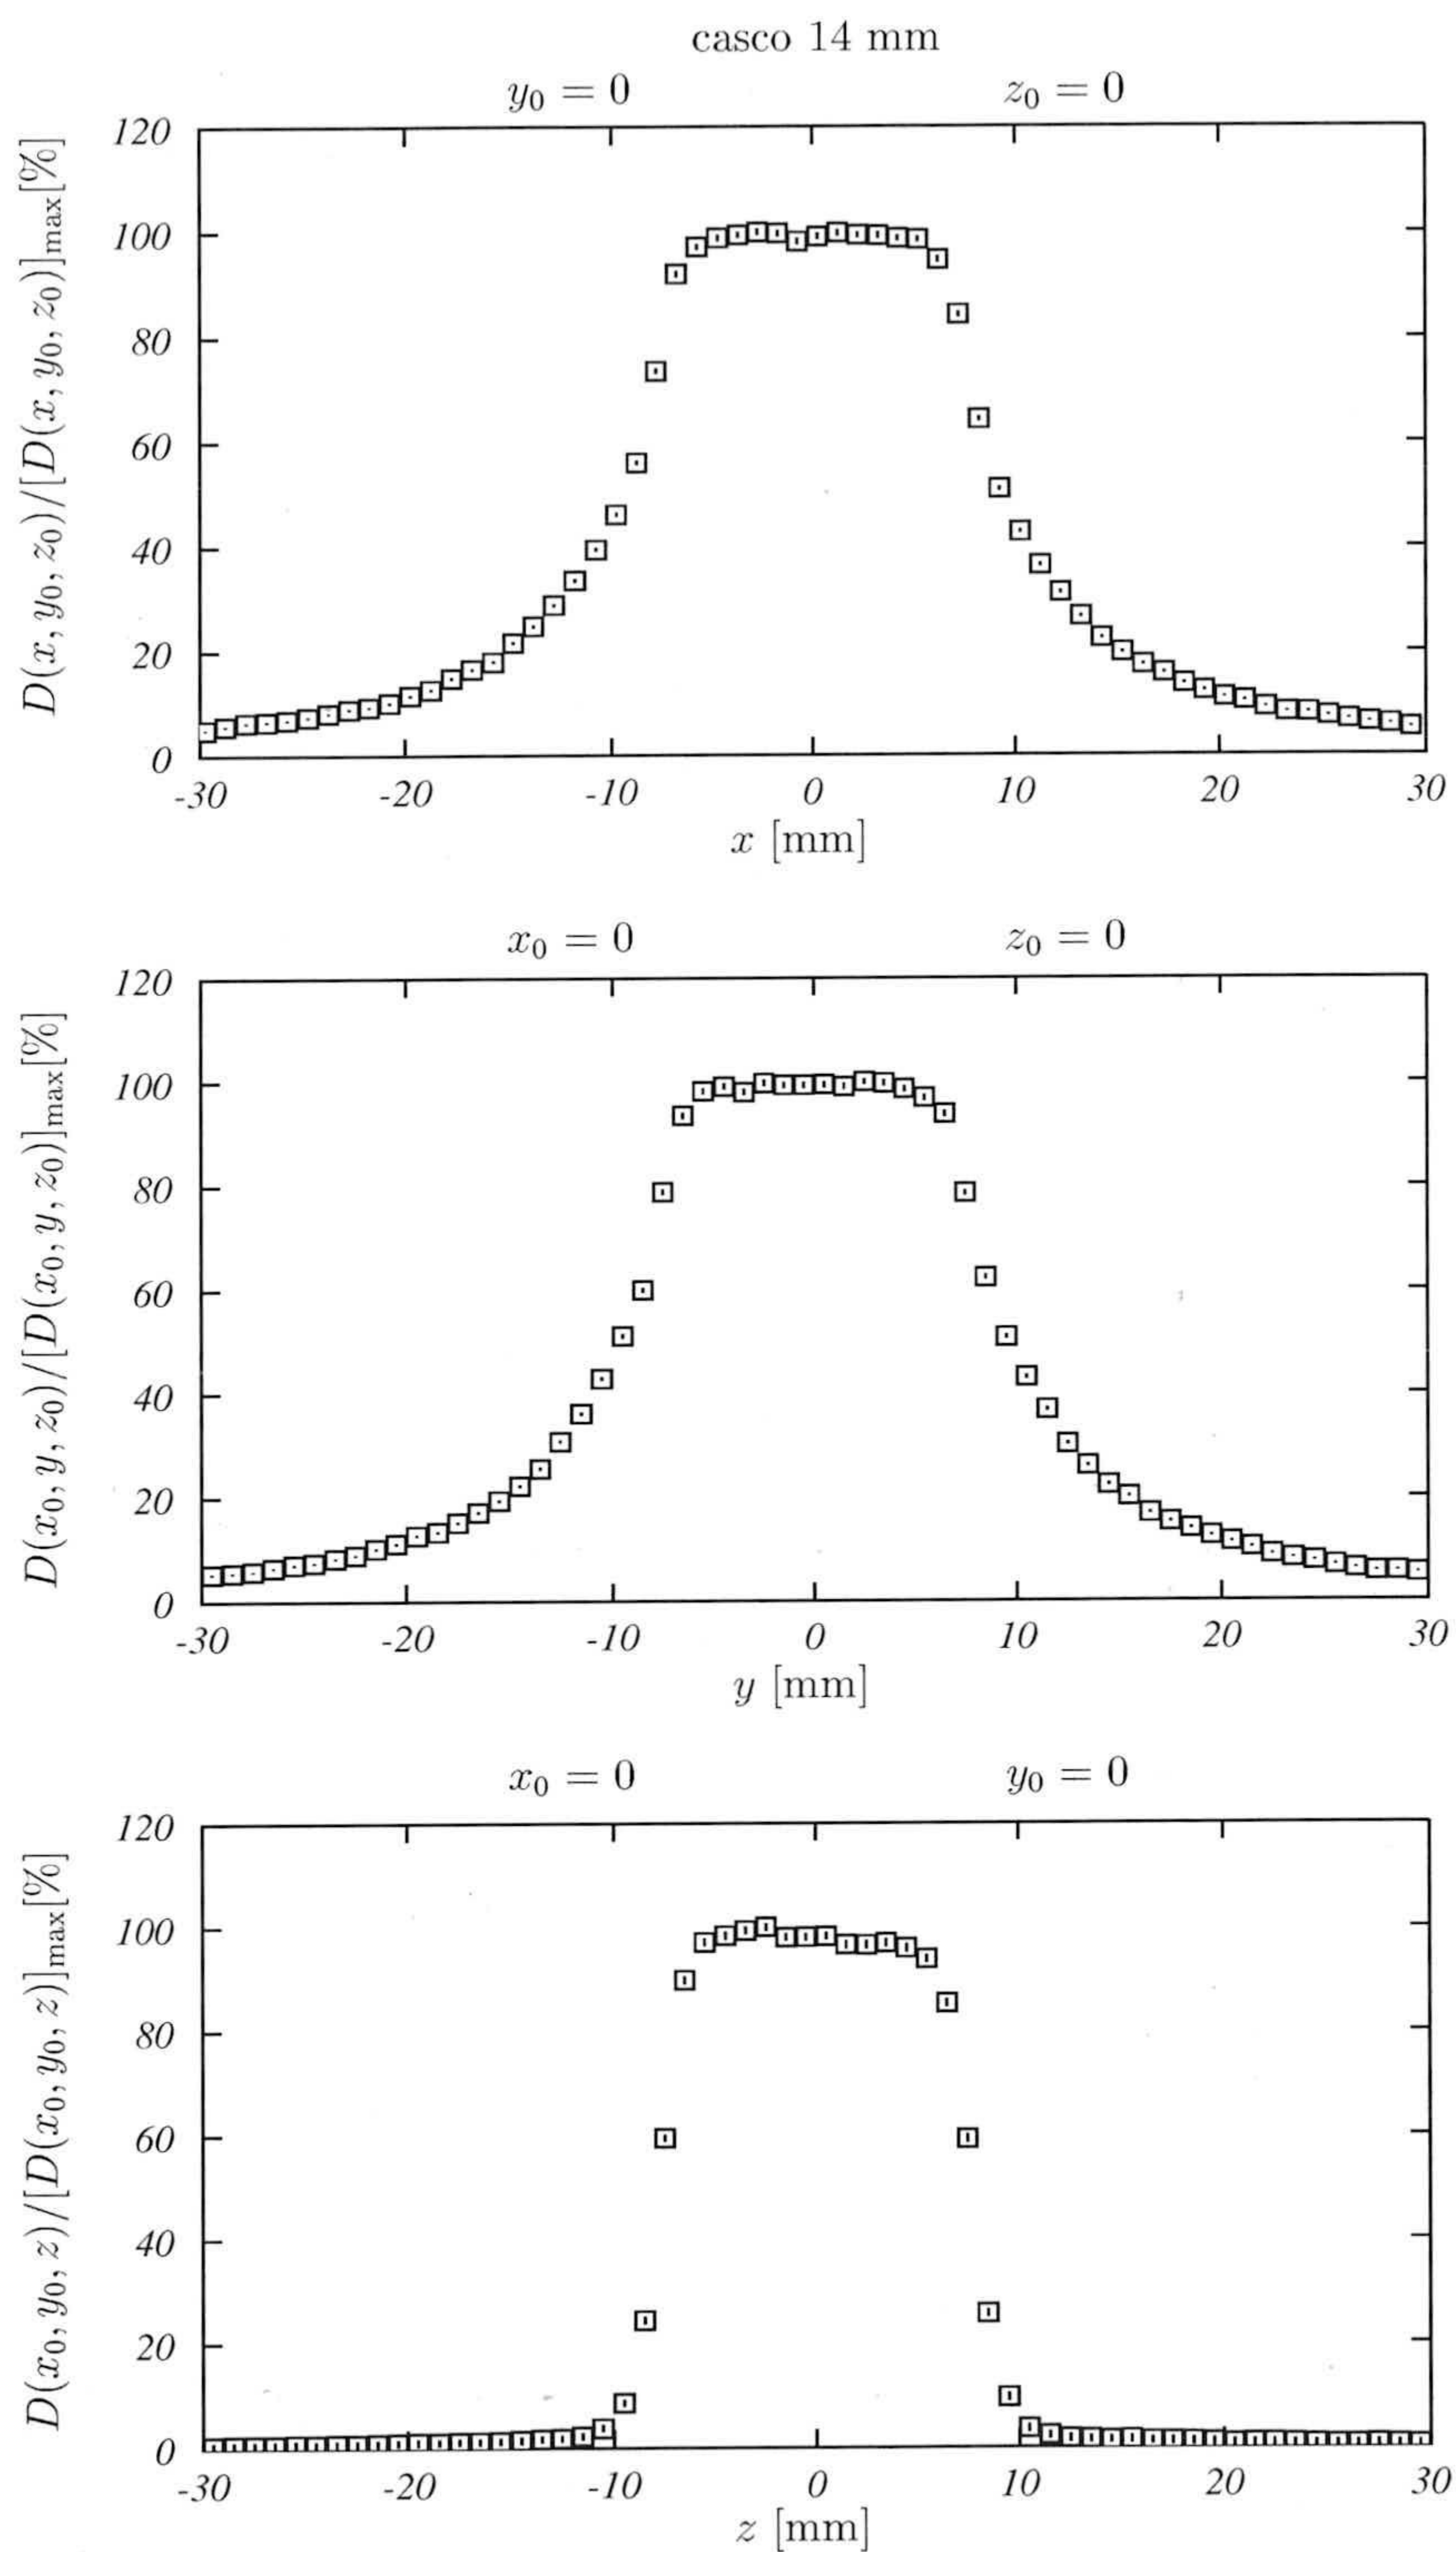 casco 14 mm
y₀ = 0 z₀ = 0
D(x, y₀, z₀)/[D(x, y₀, z₀)]max[%]
120
100
80
60
40
20
0
-30 -20 -10 0 10 20 30
x [mm]
x₀ = 0 z₀ = 0
D(x₀, y, z₀)/[D(x₀, y, z₀)]max[%]
120
100
80
60
40
20
0
-30 -20 -10 0 10 20 30
y [mm]
x₀ = 0 y₀ = 0
D(x₀, y₀, z)/[D(x₀, y₀, z)]max[%]
120
100
80
60
40
20
0
-30 -20 -10 0 10 20 30
z [mm]